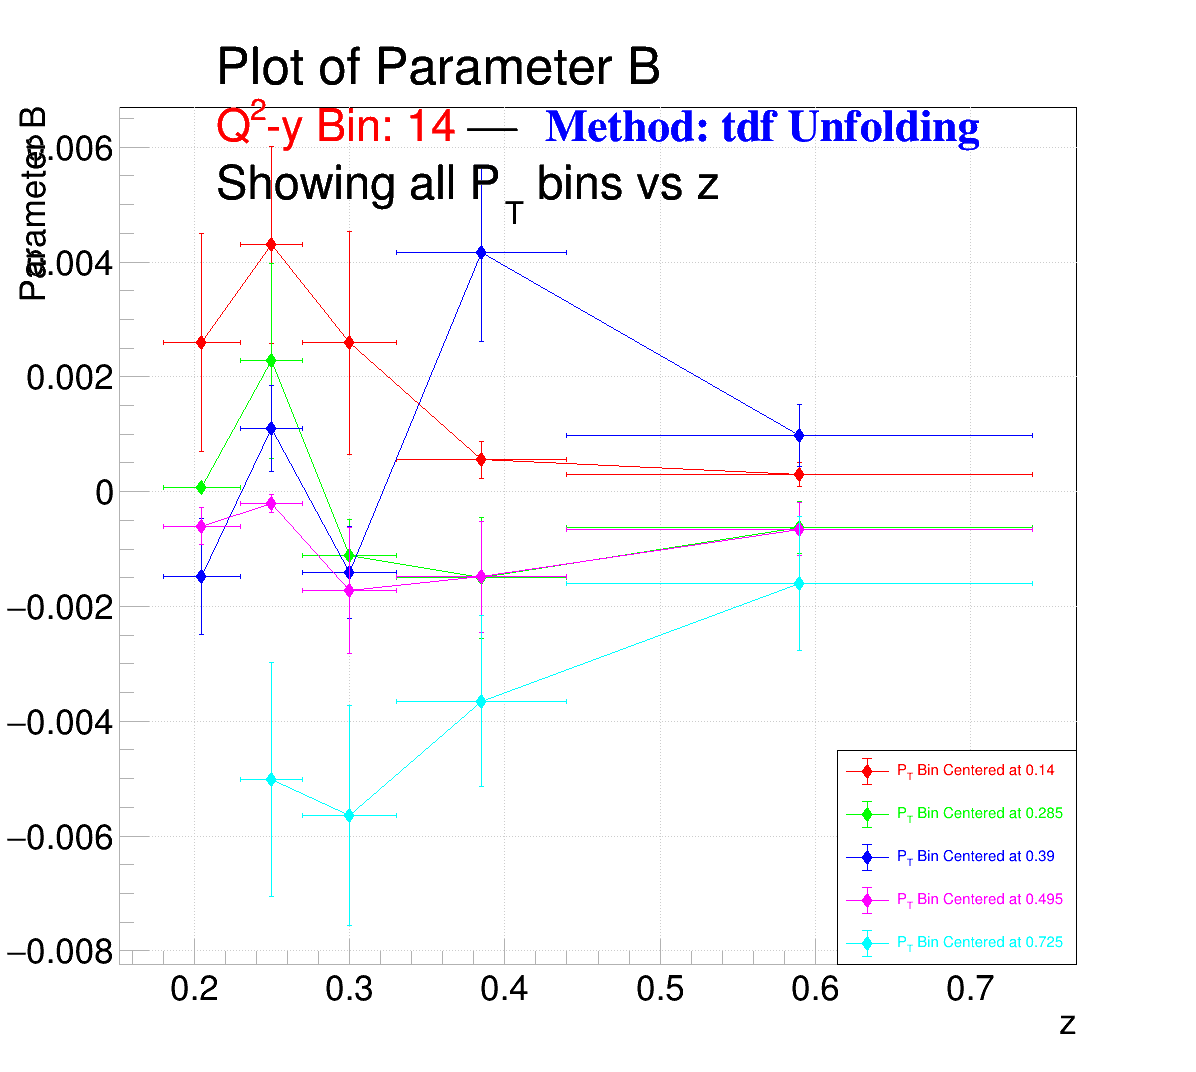 Plot of Parameter B
Q2-y Bin: 14 — Method: tdf Unfolding
Showing all PT bins vs z
Parameter B
0.006
0.004
0.002
0
−0.002
−0.004
−0.006
−0.008
PT Bin Centered at 0.14
PT Bin Centered at 0.285
PT Bin Centered at 0.39
PT Bin Centered at 0.495
PT Bin Centered at 0.725
0.2 0.3 0.4 0.5 0.6 0.7
z